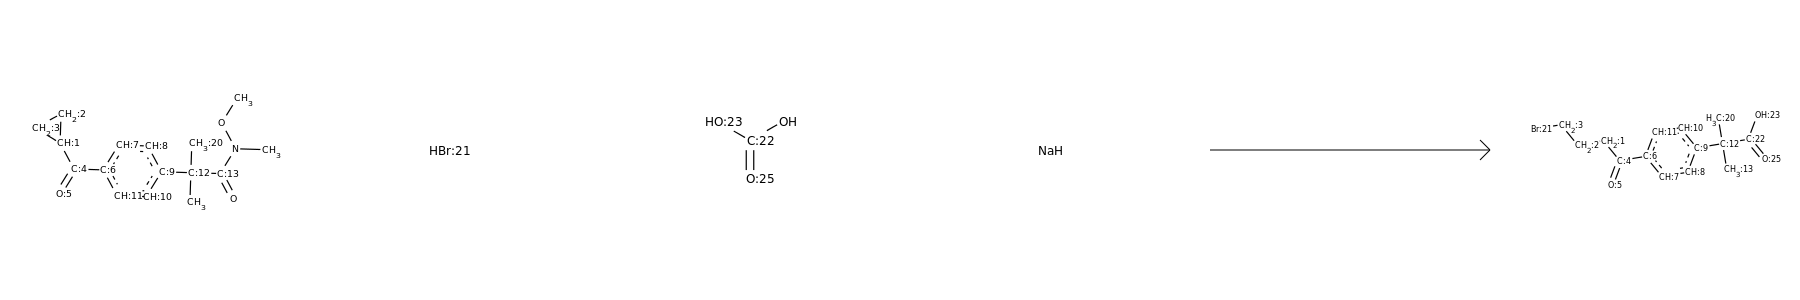 CH3
CH2:2
O
CH2:3
CH:1
CH:7
CH:8
CH3:20
N
CH3
C:4
C:6
C:9
C:12
C:13
O:5
CH:11
CH:10
CH3
O
HBr:21
HO:23
OH
C:22
O:25
NaH
H3C:20
OH:23
Br:21
CH2:3
CH:11
CH:10
CH2:2
CH2:1
C:12
C:22
C:4
C:6
C:9
O:25
O:5
CH:7
CH:8
CH3:13